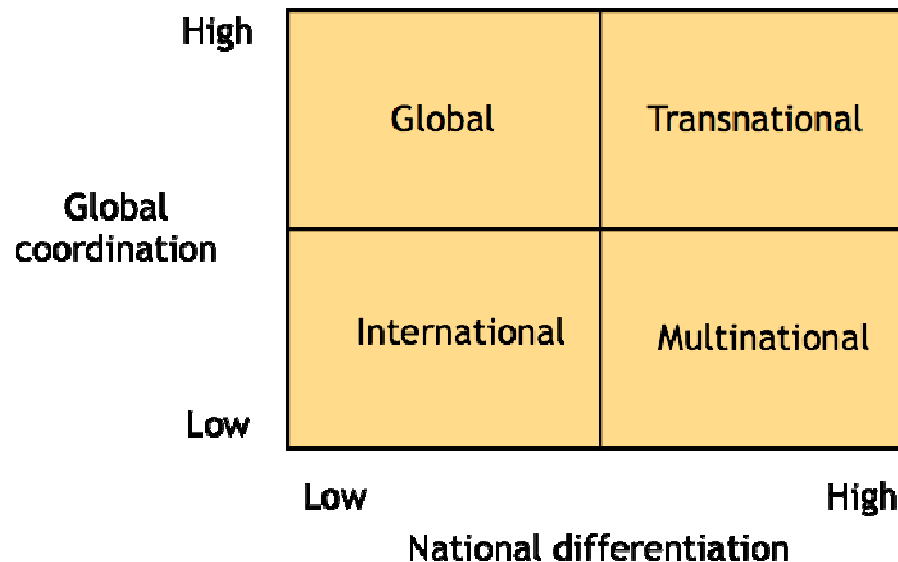 High
Global
Transnational
Global
coordination
International
Multinational
Low
Low
High
National differentiation